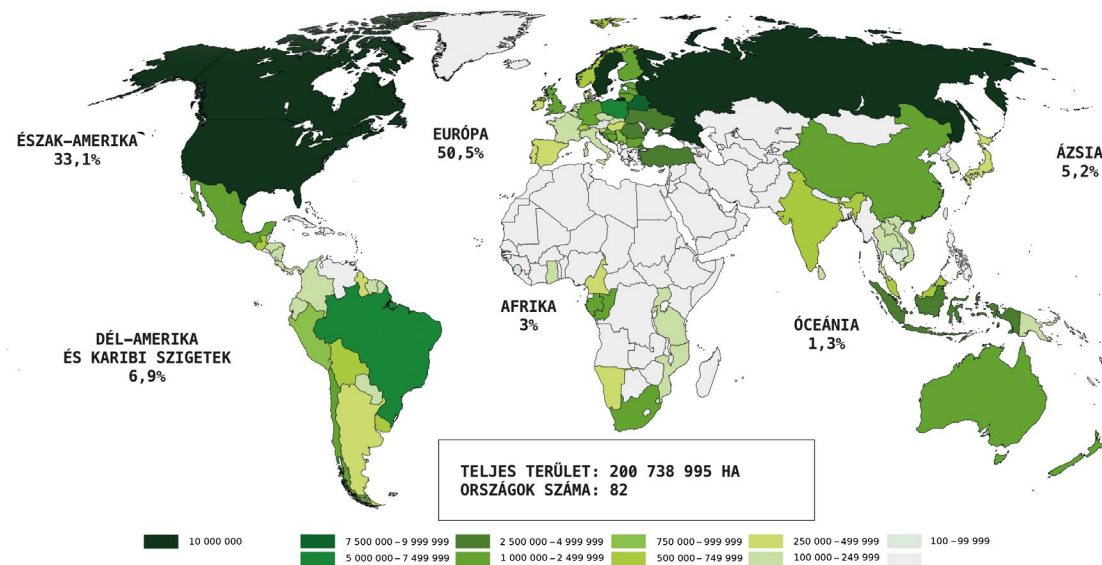 ÉSZAK–AMERIKA
33,1%
EURÓPA
50,5%
ÁZSIA
5,2%
AFRIKA
3%
ÓCEÁNIA
1,3%
DÉL–AMERIKA
ÉS KARIBI SZIGETEK
6,9%
TELJES TERÜLET: 200 738 995 HA
ORSZÁGOK SZÁMA: 82
10 000 000
7 500 000–9 999 999
5 000 000–7 499 999
2 500 000–4 999 999
1 000 000–2 499 999
750 000–999 999
500 000–749 999
250 000–499 999
100 000–249 999
100–99 999